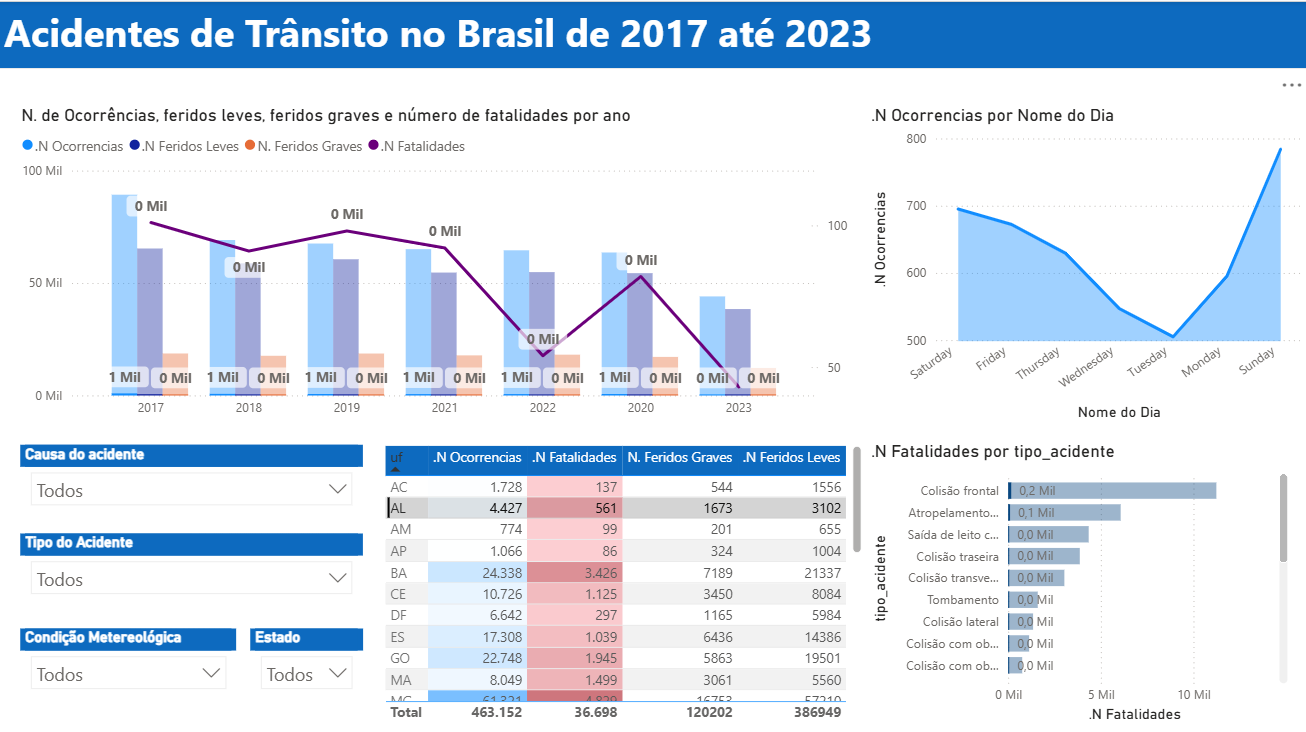 Acidentes de Trânsito no Brasil de 2017 até 2023
N. de Ocorrências, feridos leves, feridos graves e número de fatalidades por ano
.N Ocorrencias .N Feridos Leves N. Feridos Graves .N Fatalidades
100 Mil
50 Mil
0 Mil
100
50
0 Mil
0 Mil
0 Mil
0 Mil
0 Mil
0 Mil
1 Mil 0 Mil 1 Mil 0 Mil 1 Mil 0 Mil 1 Mil 0 Mil 1 Mil 0 Mil 1 Mil 0 Mil 0 Mil 0 Mil
2017 2018 2019 2021 2022 2020 2023
.N Ocorrencias por Nome do Dia
.N Ocorrencias
800
700
600
500
Saturday Friday Thursday Wednesday Tuesday Monday Sunday
Nome do Dia
Causa do acidente
Todos
Tipo do Acidente
Todos
Condição Metereológica
Todos
Estado
Todos
uf .N Ocorrencias .N Fatalidades N. Feridos Graves .N Feridos Leves
AC 1.728 137 544 1556
AL 4.427 561 1673 3102
AM 774 99 201 655
AP 1.066 86 324 1004
BA 24.338 3.426 7189 21337
CE 10.726 1.125 3450 8084
DF 6.642 297 1165 5984
ES 17.308 1.039 6436 14386
GO 22.748 1.945 5863 19501
MA 8.049 1.499 3061 5560
MG 61.321 4.829 16753 57210
Total 463.152 36.698 120202 386949
.N Fatalidades por tipo_acidente
tipo_acidente
Colisão frontal 0,2 Mil
Atropelamento... 0,1 Mil
Saída de leito c... 0,0 Mil
Colisão traseira 0,0 Mil
Colisão transve... 0,0 Mil
Tombamento 0,0 Mil
Colisão lateral 0,0 Mil
Colisão com ob... 0,0 Mil
Colisão com ob... 0,0 Mil
0 Mil 5 Mil 10 Mil
.N Fatalidades